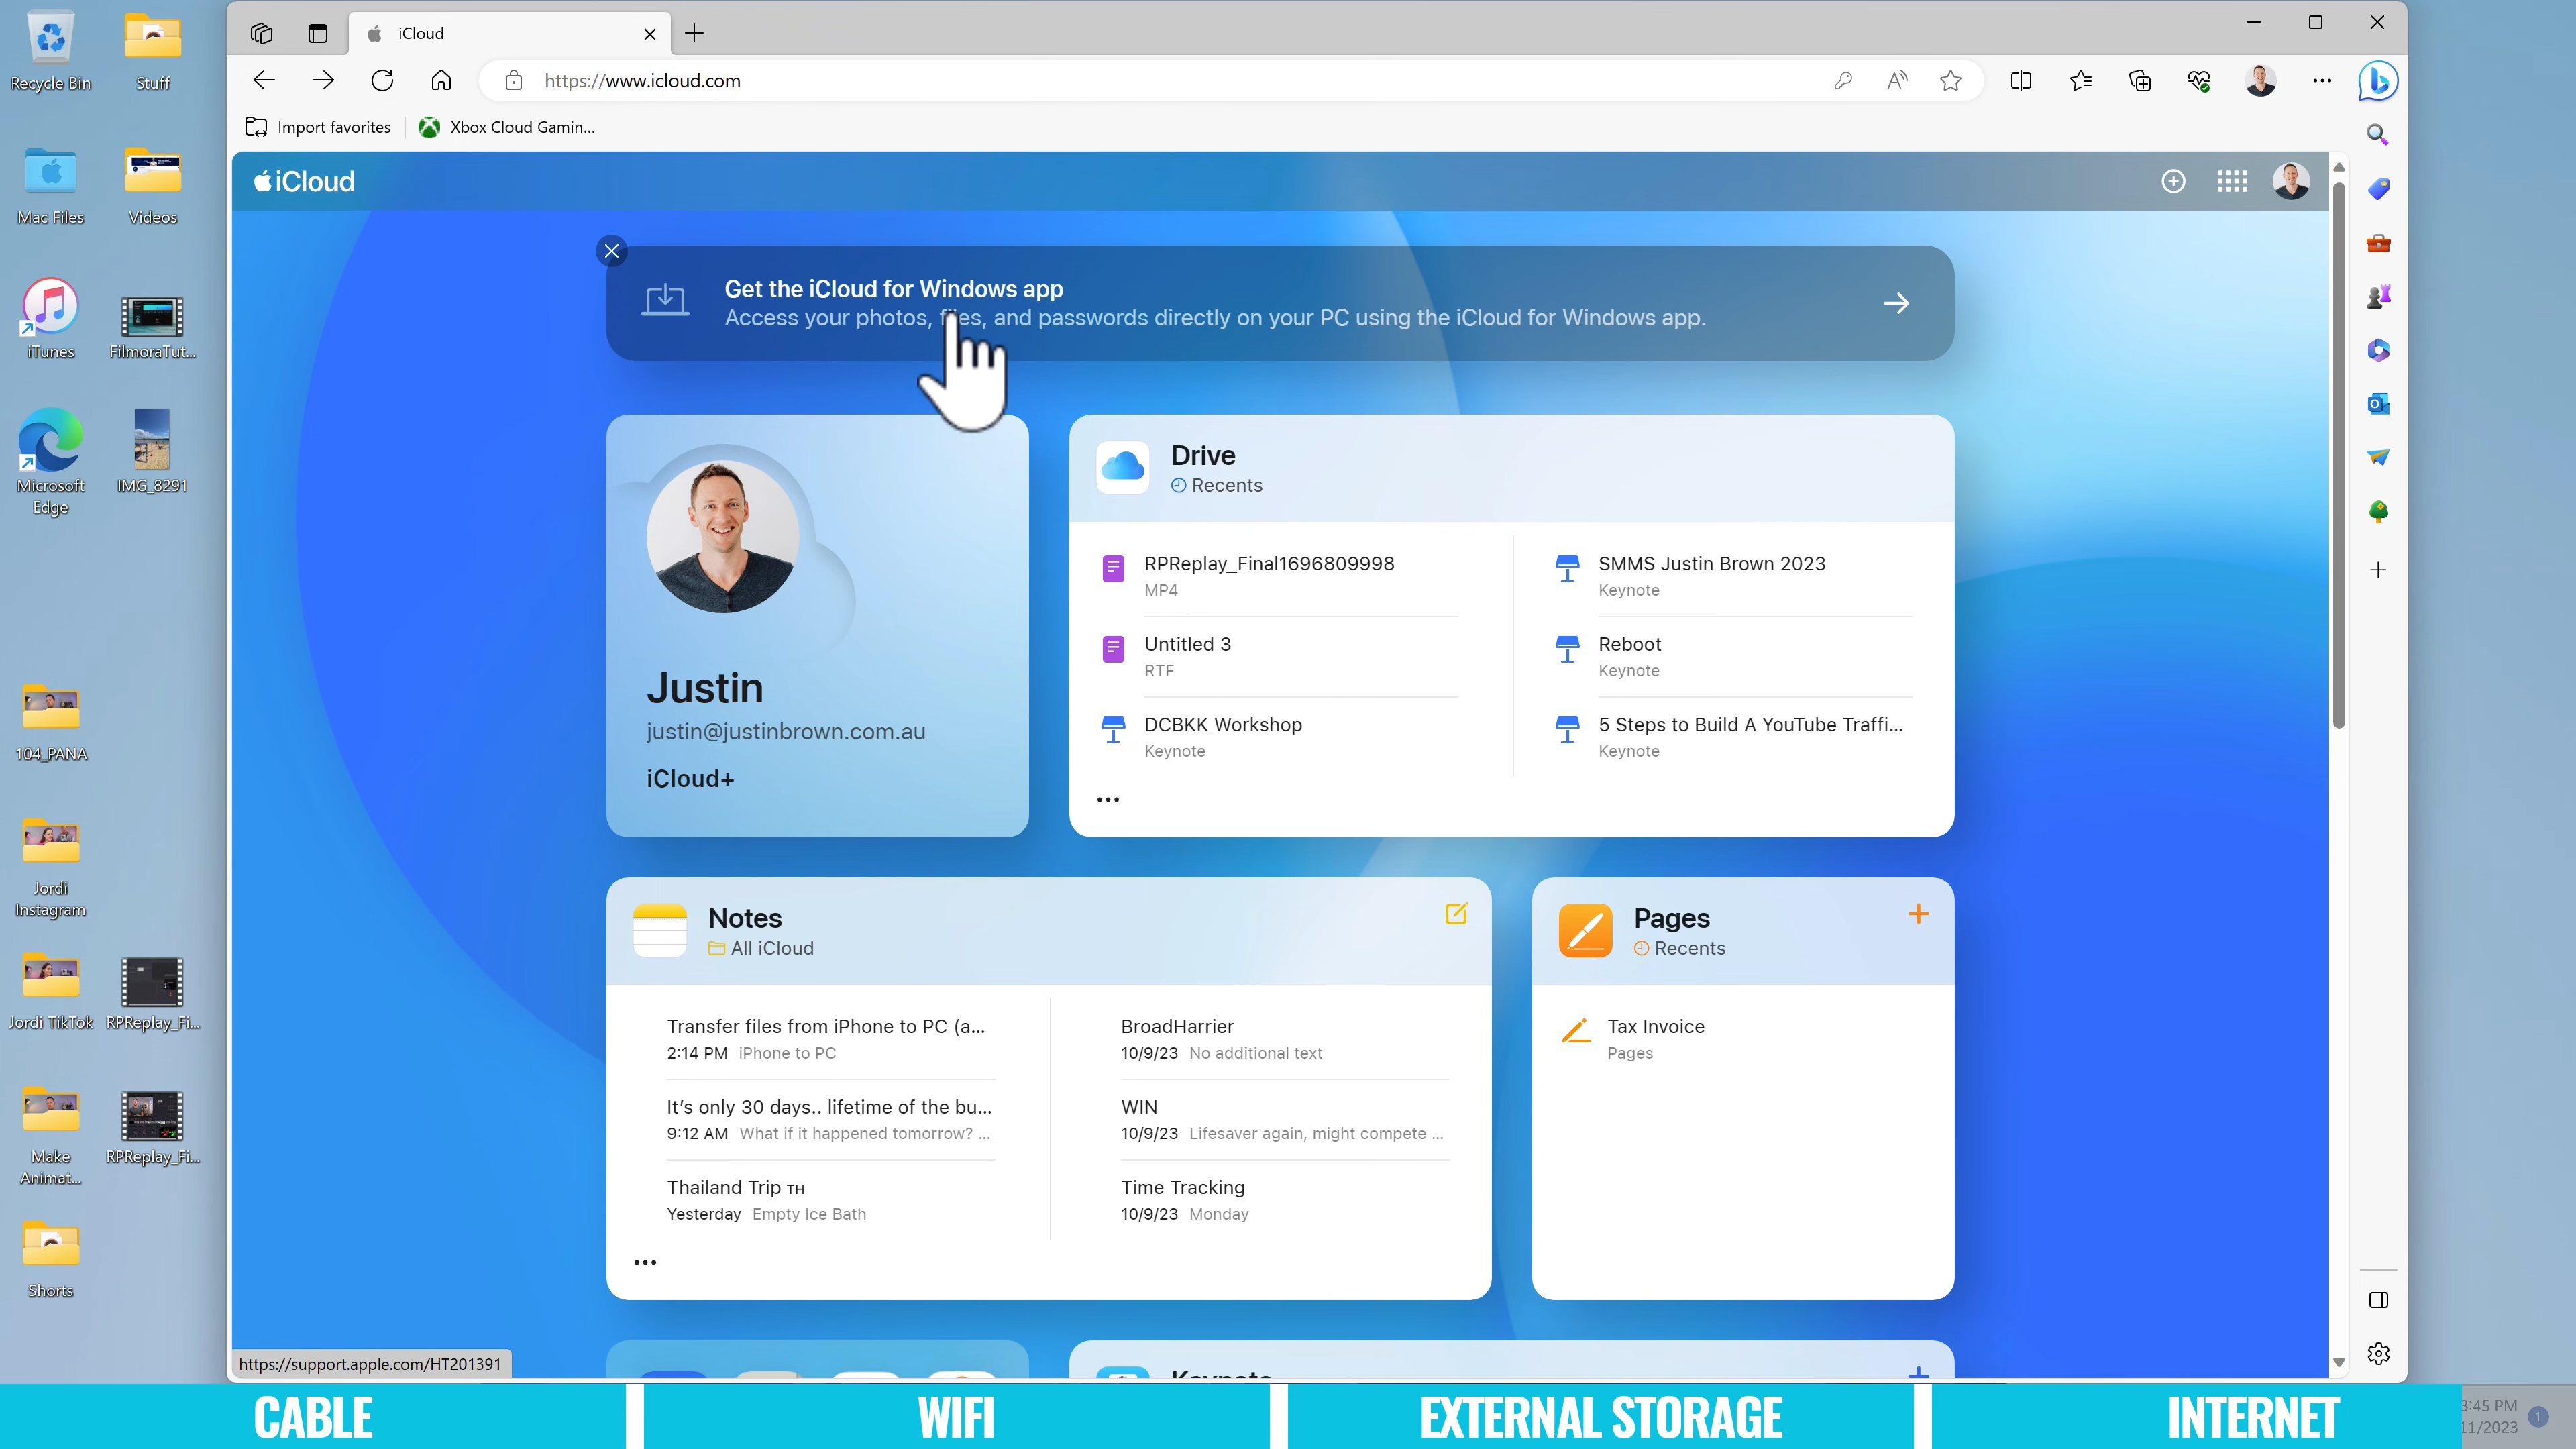 Recycle Bin
Stuff
Mac Files
Videos
iTunes
FilmoraTut...
Microsoft
Edge
IMG_8291
104_PANA
Jordi
Instagram
Jordi TikTok
RPReplay_Fi...
Make
Animat...
RPReplay_Fi...
Shorts
iCloud
https://www.icloud.com
Import favorites
Xbox Cloud Gamin...
iCloud
Get the iCloud for Windows app
Access your photos, files, and passwords directly on your PC using the iCloud for Windows app.
Justin
justin@justinbrown.com.au
iCloud+
Drive
Recents
RPReplay_Final1696809998
MP4
Untitled 3
RTF
DCBKK Workshop
Keynote
SMMS Justin Brown 2023
Keynote
Reboot
Keynote
5 Steps to Build A YouTube Traffi...
Keynote
Notes
All iCloud
Transfer files from iPhone to PC (a...
2:14 PM iPhone to PC
It's only 30 days.. lifetime of the bu...
9:12 AM What if it happened tomorrow? ...
Thailand Trip TH
Yesterday Empty Ice Bath
BroadHarrier
10/9/23 No additional text
WIN
10/9/23 Lifesaver again, might compete ...
Time Tracking
10/9/23 Monday
Pages
Recents
Tax Invoice
Pages
Keynote
https://support.apple.com/HT201391
CABLE
WIFI
EXTERNAL STORAGE
INTERNET
:45 PM
11/2023
1